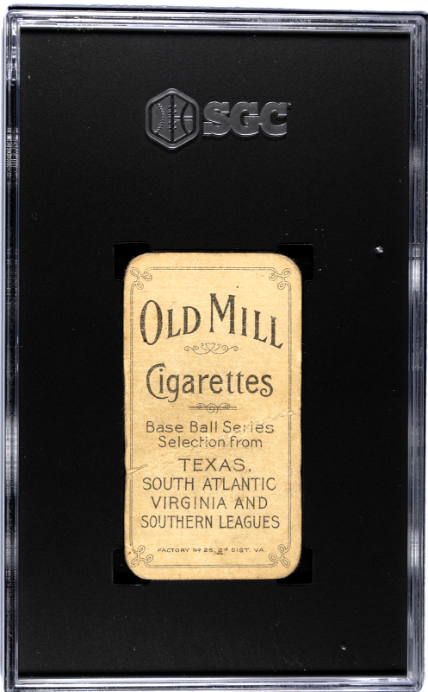 SGC
OLD MILL
Cigarettes
Base Ball Series
Selection from
TEXAS,
SOUTH ATLANTIC
VIRGINIA AND
SOUTHERN LEAGUES
FACTORY Nº 25, 2ᵈ DIST. VA.